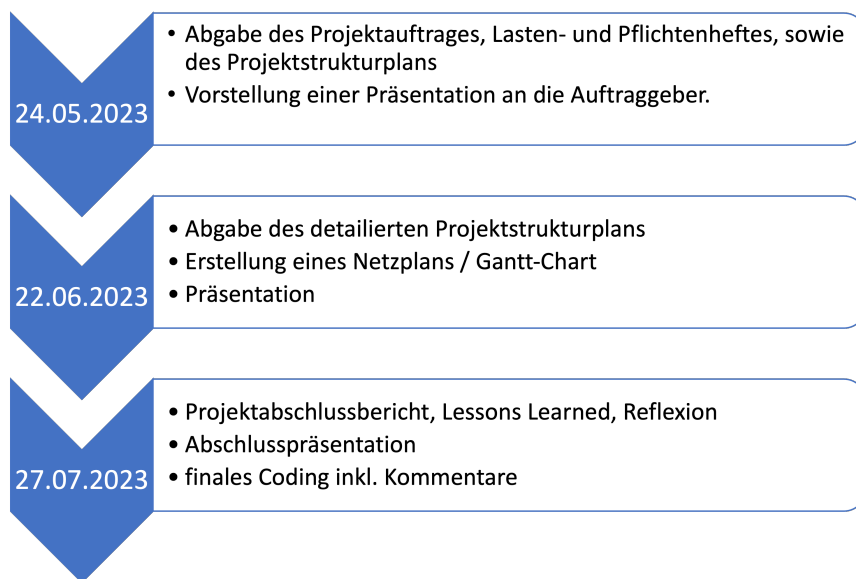 24.05.2023
• Abgabe des Projektauftrages, Lasten- und Pflichtenheftes, sowie
des Projektstrukturplans
• Vorstellung einer Präsentation an die Auftraggeber.
22.06.2023
• Abgabe des detailierten Projektstrukturplans
• Erstellung eines Netzplans / Gantt-Chart
• Präsentation
27.07.2023
• Projektabschlussbericht, Lessons Learned, Reflexion
• Abschlusspräsentation
• finales Coding inkl. Kommentare